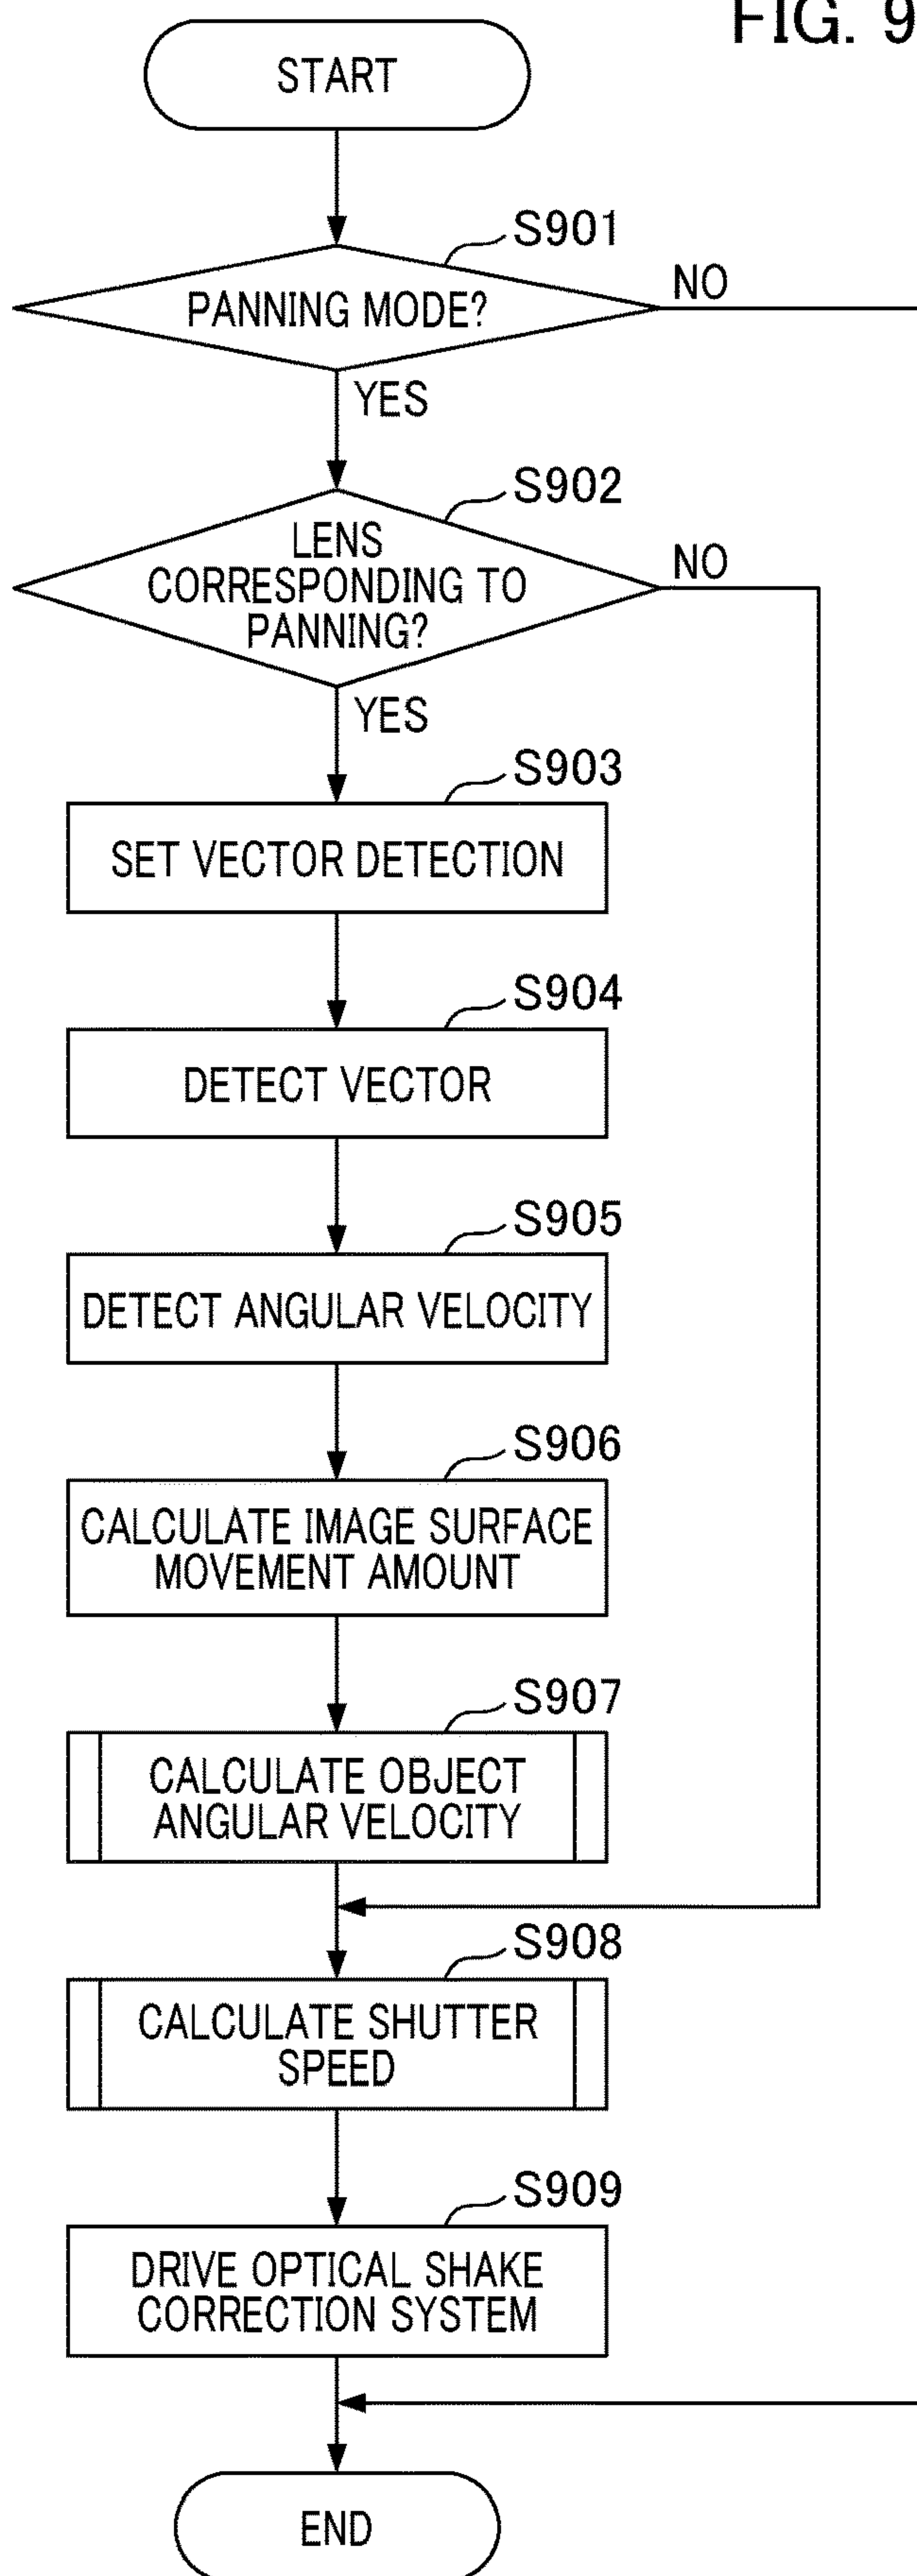 FIG. 9
START
S901
PANNING MODE?
NO
YES
S902
LENS
CORRESPONDING TO
PANNING?
NO
YES
S903
SET VECTOR DETECTION
S904
DETECT VECTOR
S905
DETECT ANGULAR VELOCITY
S906
CALCULATE IMAGE SURFACE
MOVEMENT AMOUNT
S907
CALCULATE OBJECT
ANGULAR VELOCITY
S908
CALCULATE SHUTTER
SPEED
S909
DRIVE OPTICAL SHAKE
CORRECTION SYSTEM
END